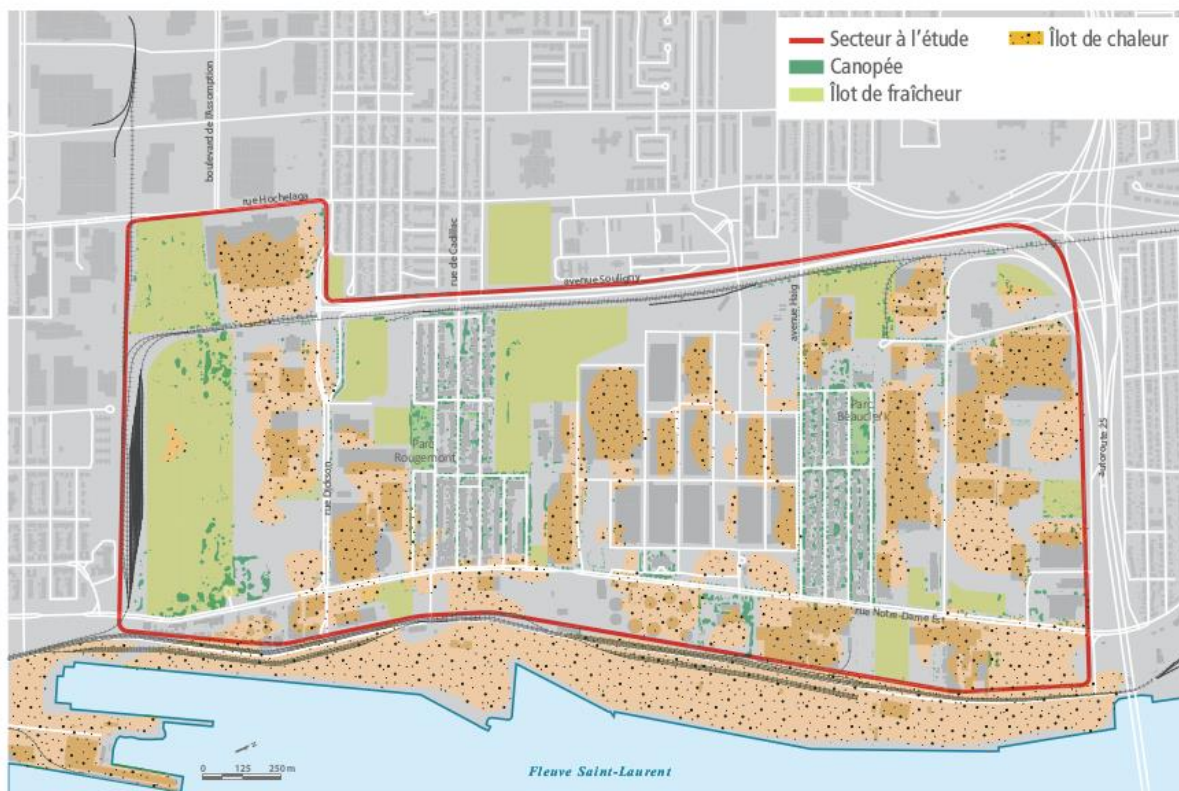 Secteur à l'étude
Îlot de chaleur
Canopée
Îlot de fraîcheur
boulevard de l'Assomption
rue Hochelaga
rue de Cadillac
avenue Souligny
avenue Haig
Parc
Rougemont
Parc
Beauclerk
rue Dickson
Autoroute 25
rue Notre-Dame Est
0 125 250 m
N
Fleuve Saint-Laurent